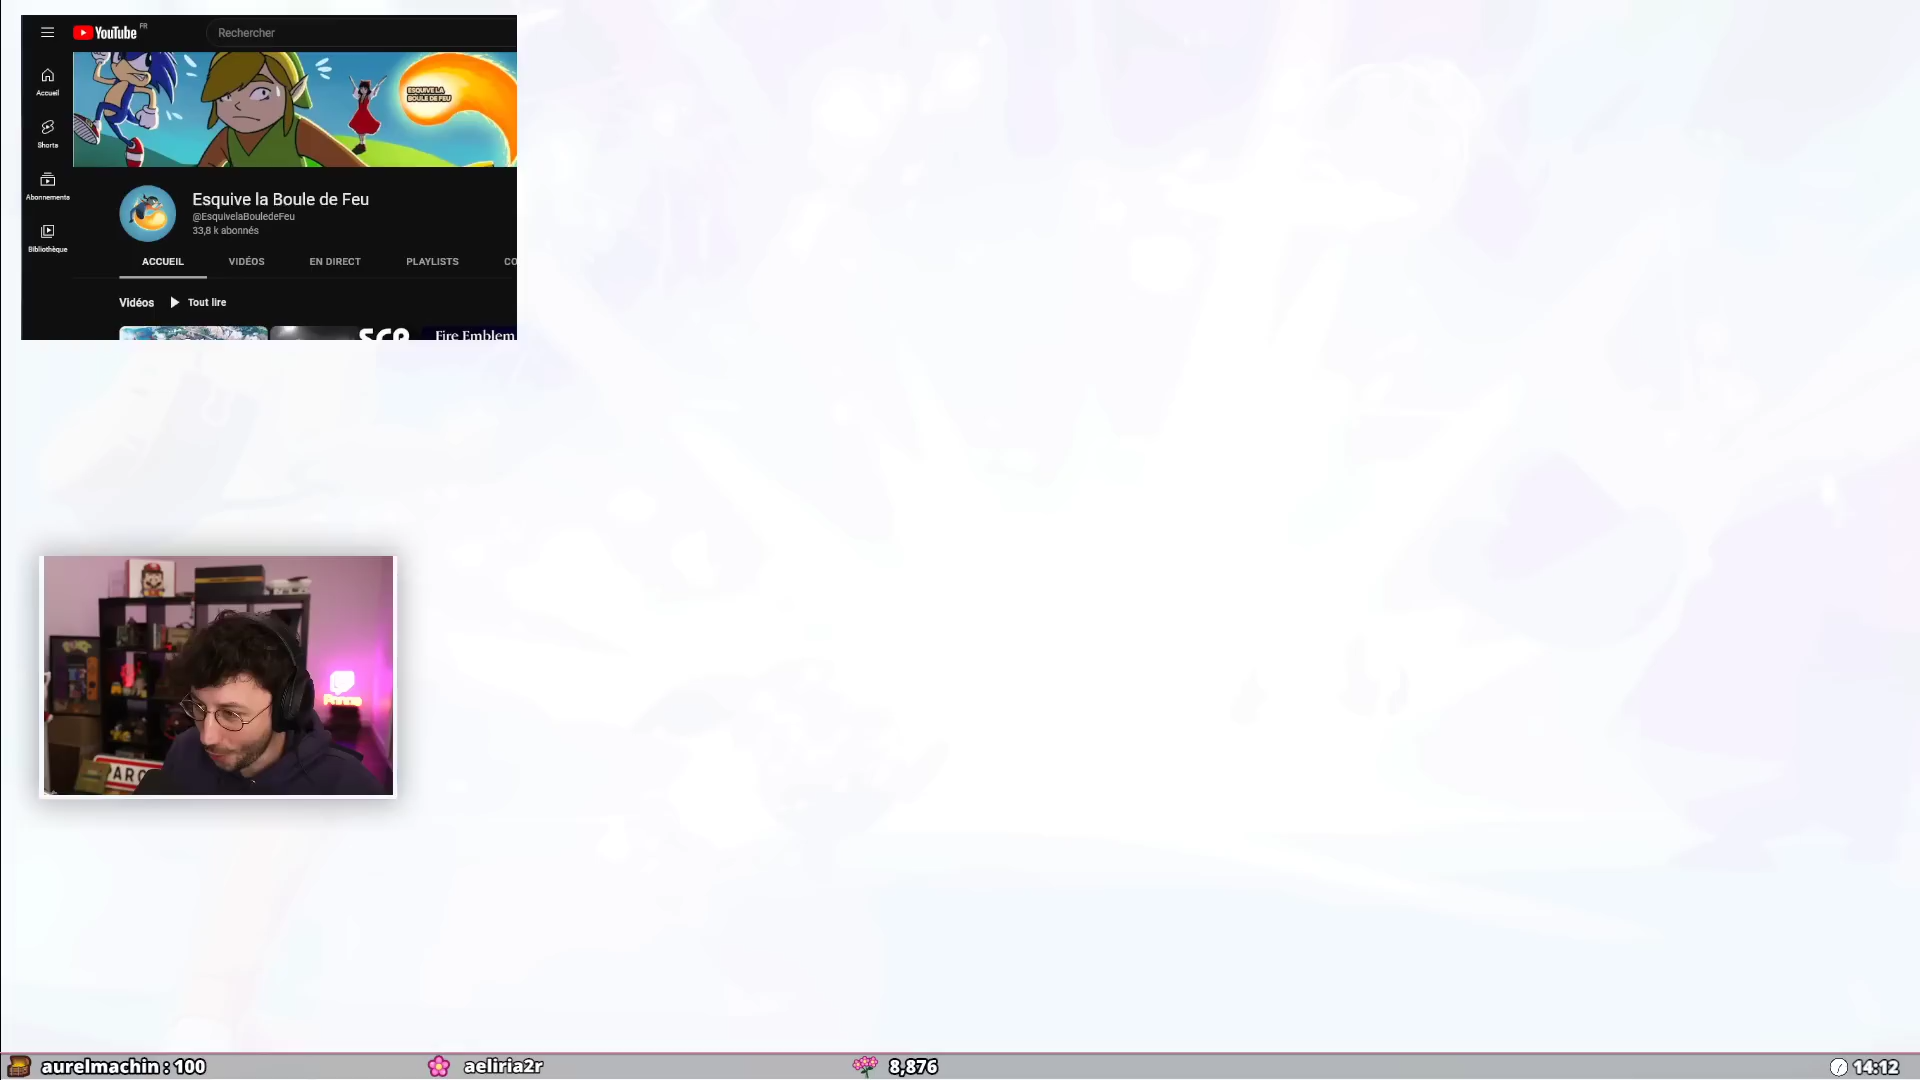 YouTube FR
Rechercher
Accueil
Shorts
Abonnements
Bibliothèque
ESQUIVE LA
BOULE DE FEU
Esquive la Boule de Feu
@EsquivelaBouledeFeu
33,8 k abonnés
ACCUEIL VIDÉOS EN DIRECT PLAYLISTS CO
Vidéos Tout lire
SCP Fire Emblem
aurelmachin : 100 aeliria2r 8,876 14:12